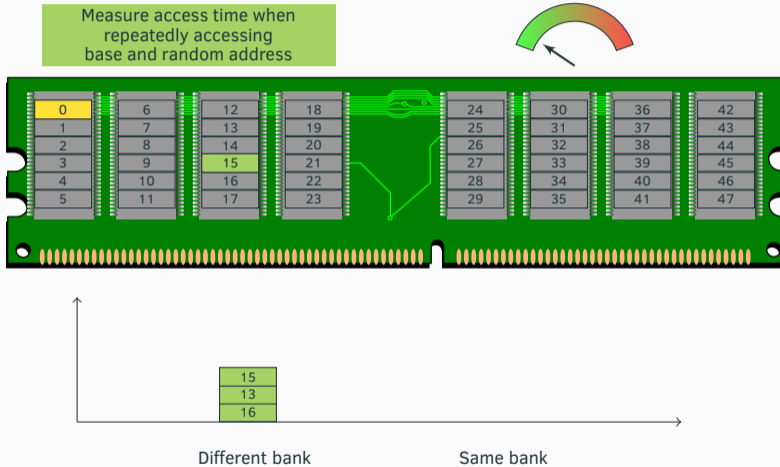 Measure access time when
repeatedly accessing
base and random address
0 6 12 18 24 30 36 42
1 7 13 19 25 31 37 43
2 8 14 20 26 32 38 44
3 9 15 21 27 33 39 45
4 10 16 22 28 34 40 46
5 11 17 23 29 35 41 47
15
13
16
Different bank Same bank